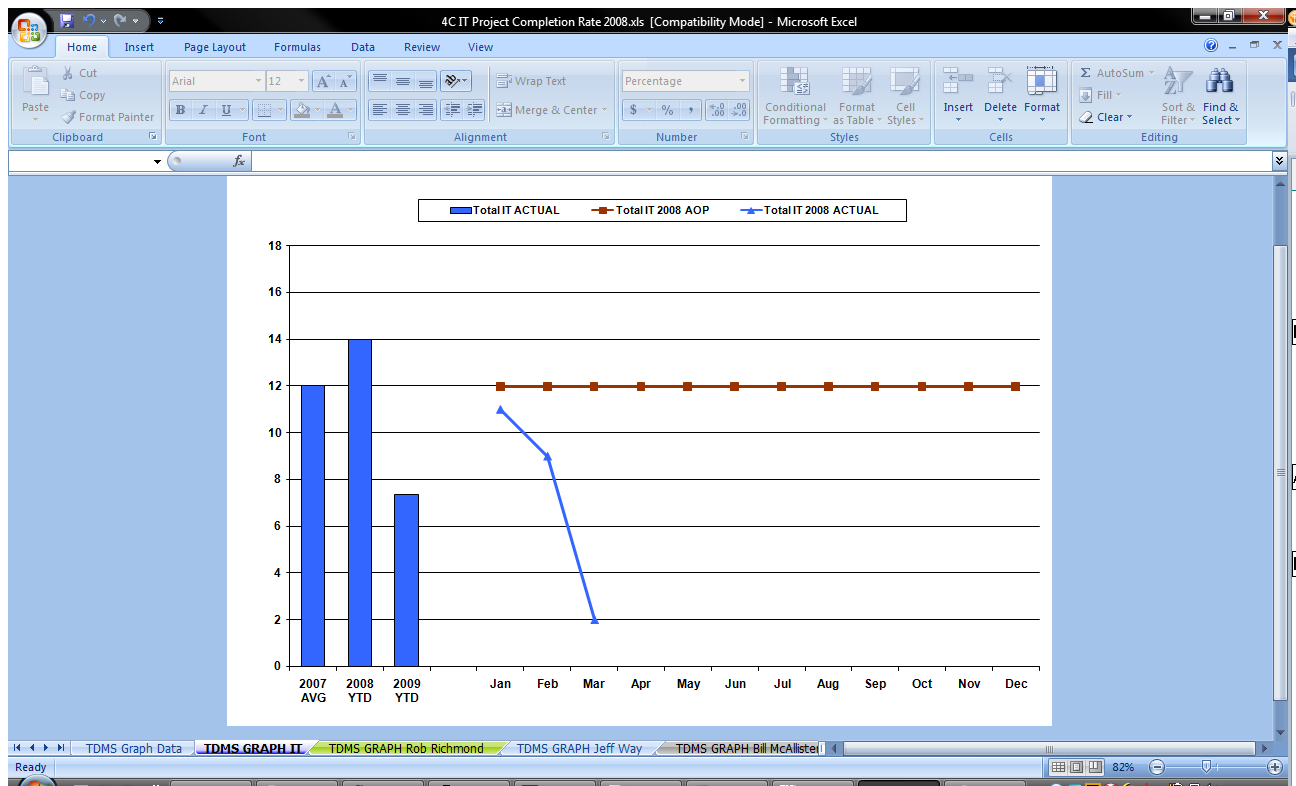 4C IT Project Completion Rate 2008.xls [Compatibility Mode] - Microsoft Excel
Home Insert Page Layout Formulas Data Review View
Paste Cut Copy Format Painter
Arial 12
B I U
Wrap Text
Merge & Center
Percentage
$ % ,
Conditional Formatting Format as Table Cell Styles
Insert Delete Format
Σ AutoSum
Fill
Clear
Sort & Filter Find & Select
Clipboard Font Alignment Number Styles Cells Editing
fx
Total IT ACTUAL Total IT 2008 AOP Total IT 2008 ACTUAL
18
16
14
12
10
8
6
4
2
0
2007 2008 2009 Jan Feb Mar Apr May Jun Jul Aug Sep Oct Nov Dec
AVG YTD YTD
TDMS Graph Data TDMS GRAPH IT TDMS GRAPH Rob Richmond TDMS GRAPH Jeff Way TDMS GRAPH Bill McAllister
Ready 82%